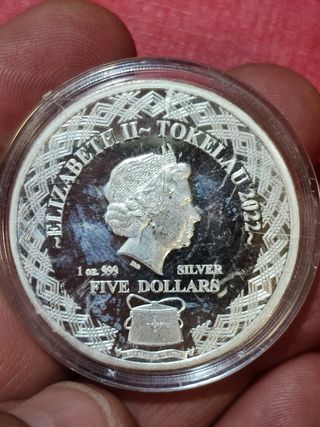 ~ELIZABETH II~ TOKELAU 2022~
1 oz. 999 SILVER
FIVE DOLLARS